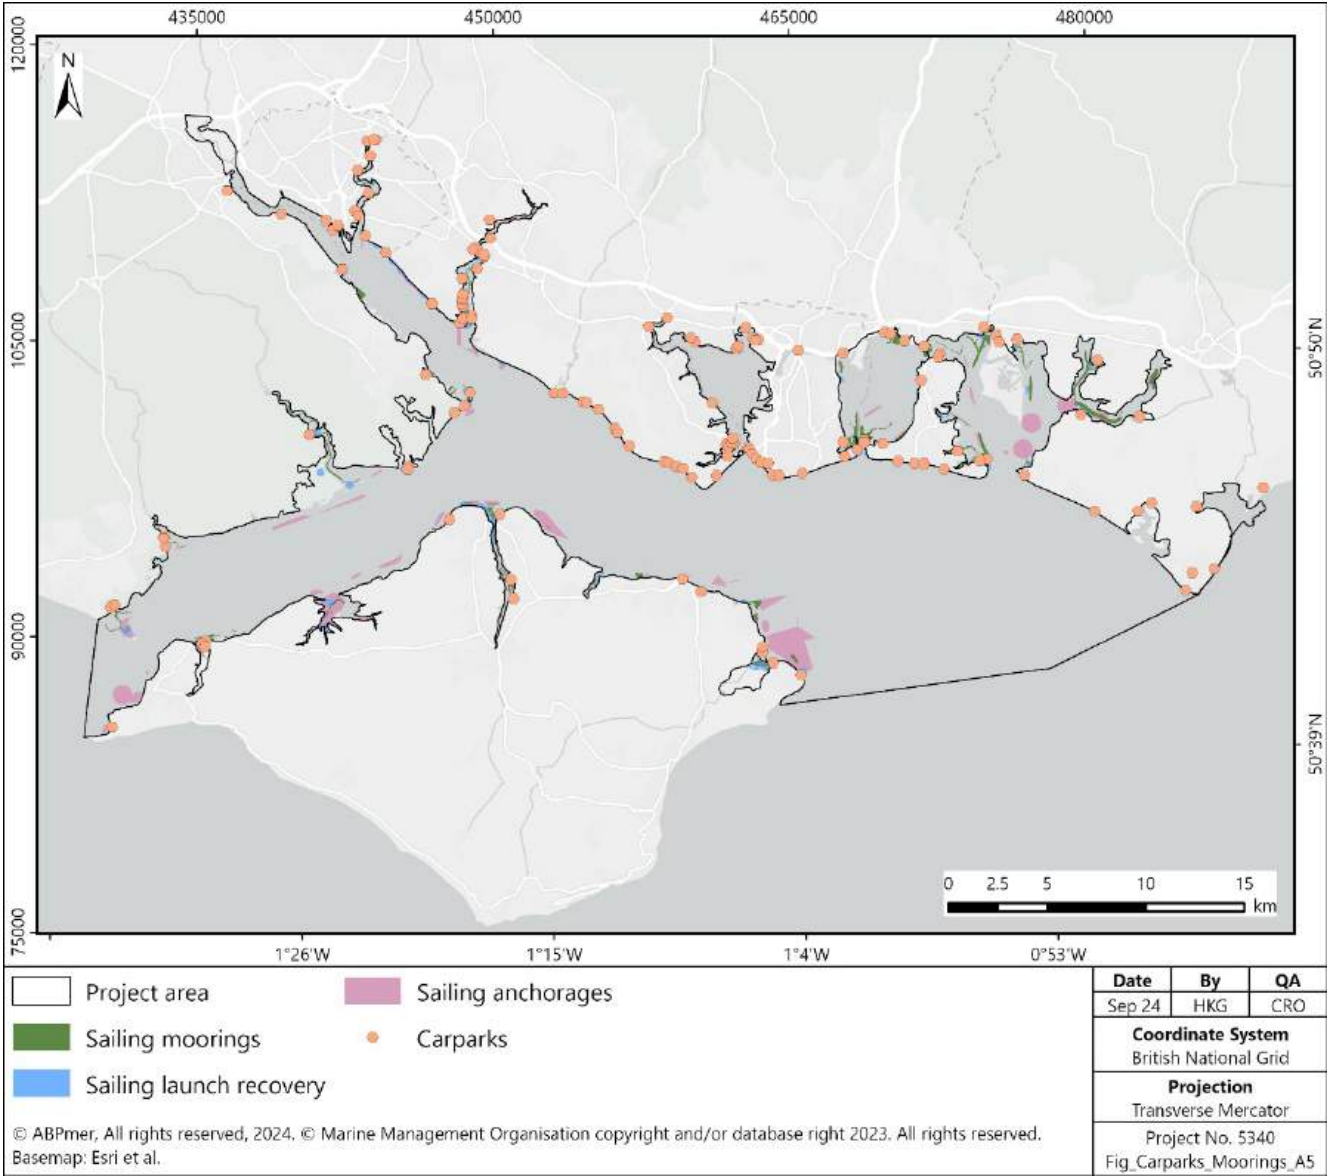 435000 450000 465000 480000
120000
N
105000
50°50'N
90000
50°39'N
0 2.5 5 10 15
km
75000
1°26'W 1°15'W 1°4'W 0°53'W
Project area
Sailing anchorages
Sailing moorings
Carparks
Sailing launch recovery
© ABPmer, All rights reserved, 2024. © Marine Management Organisation copyright and/or database right 2023. All rights reserved.
Basemap: Esri et al.
Date By QA
Sep 24 HKG CRO
Coordinate System
British National Grid
Projection
Transverse Mercator
Project No. 5340
Fig_Carparks_Moorings_A5